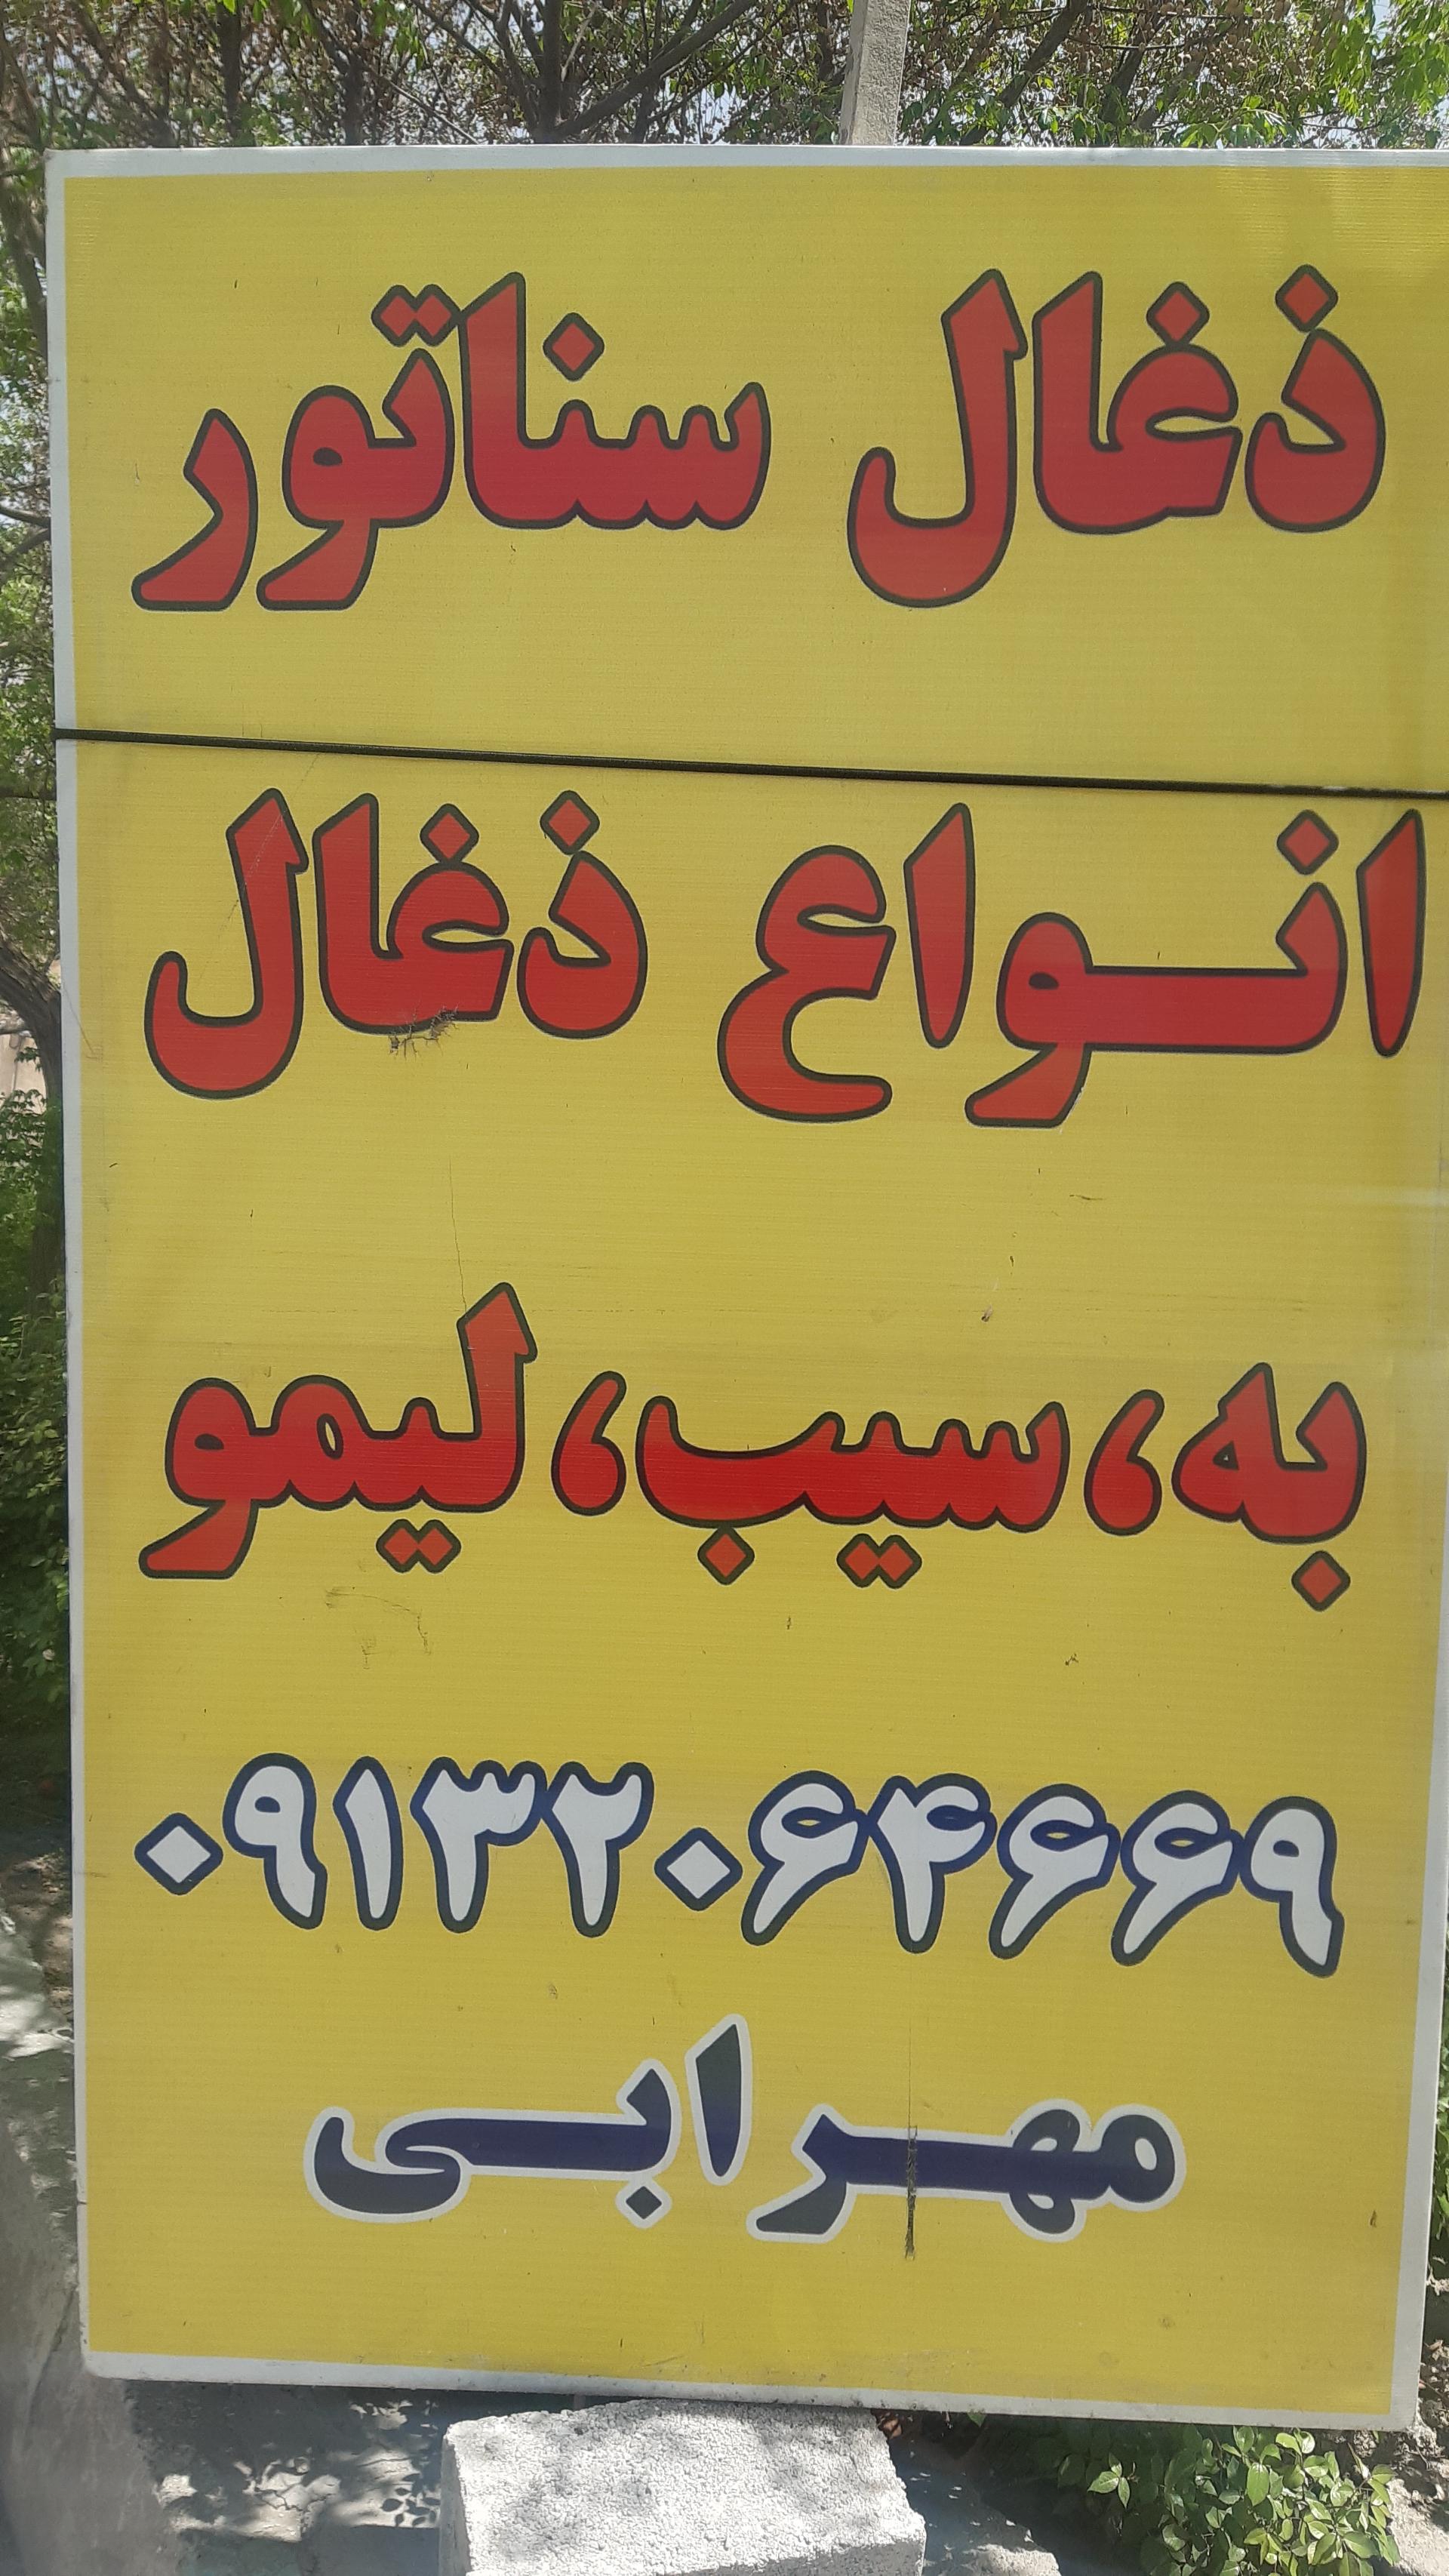 ذغال سناتور
انواع ذغال
به، سیب، لیمو
۰۹۱۳۲۰۶۴۶۶۹
مهرابی